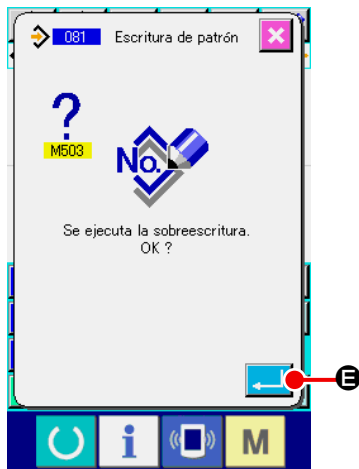 081 Escritura de patrón
?
M503
No.
Se ejecuta la sobreescritura.
OK ?
E
i M